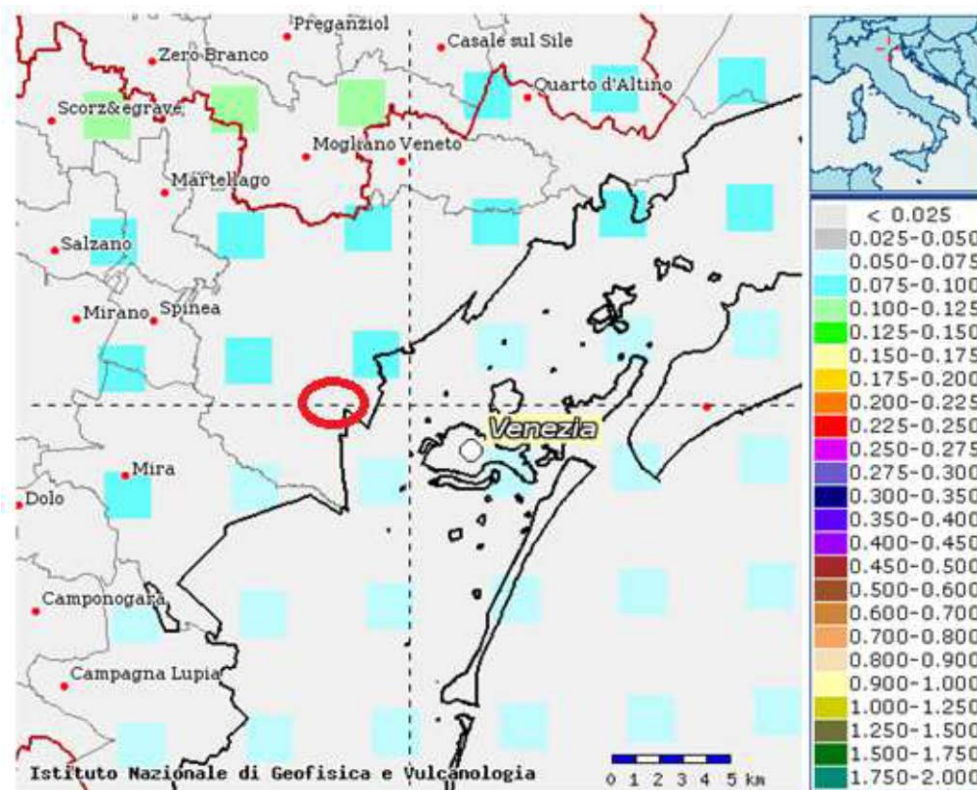 Preganziol
Casale sul Sile
Zero Branco
Quarto d'Altino
Scorz&egrave;
Mogliano Veneto
Martellago
Salzano
Mirano
Spinea
Venezia
Mira
Dolo
Camponogara
Campagna Lupia
Istituto Nazionale di Geofisica e Vulcanologia
0 1 2 3 4 5 km
< 0.025
0.025-0.050
0.050-0.075
0.075-0.100
0.100-0.125
0.125-0.150
0.150-0.175
0.175-0.200
0.200-0.225
0.225-0.250
0.250-0.275
0.275-0.300
0.300-0.350
0.350-0.400
0.400-0.450
0.450-0.500
0.500-0.600
0.600-0.700
0.700-0.800
0.800-0.900
0.900-1.000
1.000-1.250
1.250-1.500
1.500-1.750
1.750-2.000